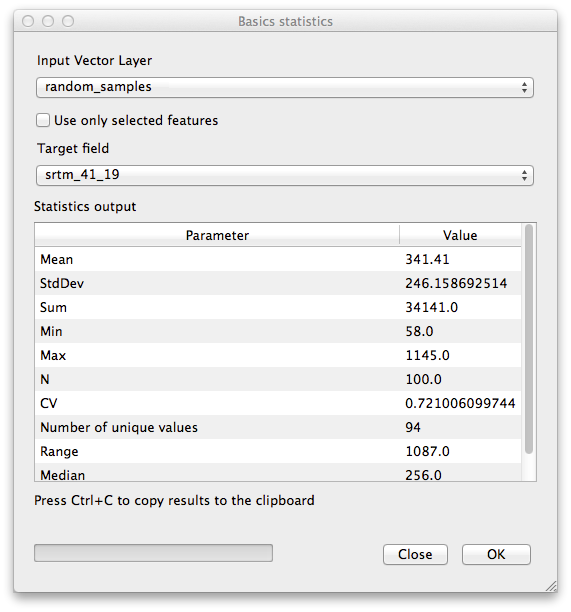 Basics statistics
Input Vector Layer
random_samples
Use only selected features
Target field
srtm_41_19
Statistics output
Parameter Value
Mean 341.41
StdDev 246.158692514
Sum 34141.0
Min 58.0
Max 1145.0
N 100.0
CV 0.721006099744
Number of unique values 94
Range 1087.0
Median 256.0
Press Ctrl+C to copy results to the clipboard
Close OK